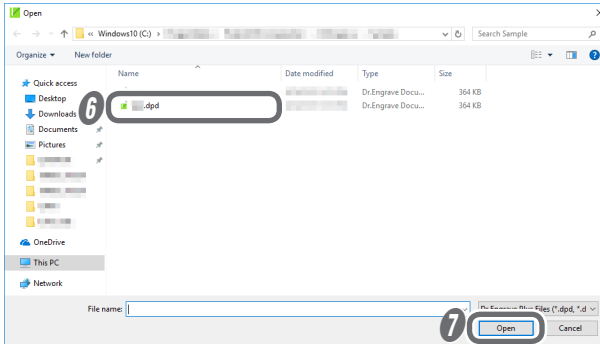 Open
« Windows10 (C:) >
Search Sample
Organize
New folder
Name
Date modified
Type
Size
Quick access
Desktop
Downloads
Documents
Pictures
OneDrive
This PC
Network
Dr.Engrave Docu...
364 KB
6
.dpd
Dr.Engrave Docu...
364 KB
File name:
Dr.Engrave Plus Files (*.dpd, *.d
7
Open
Cancel